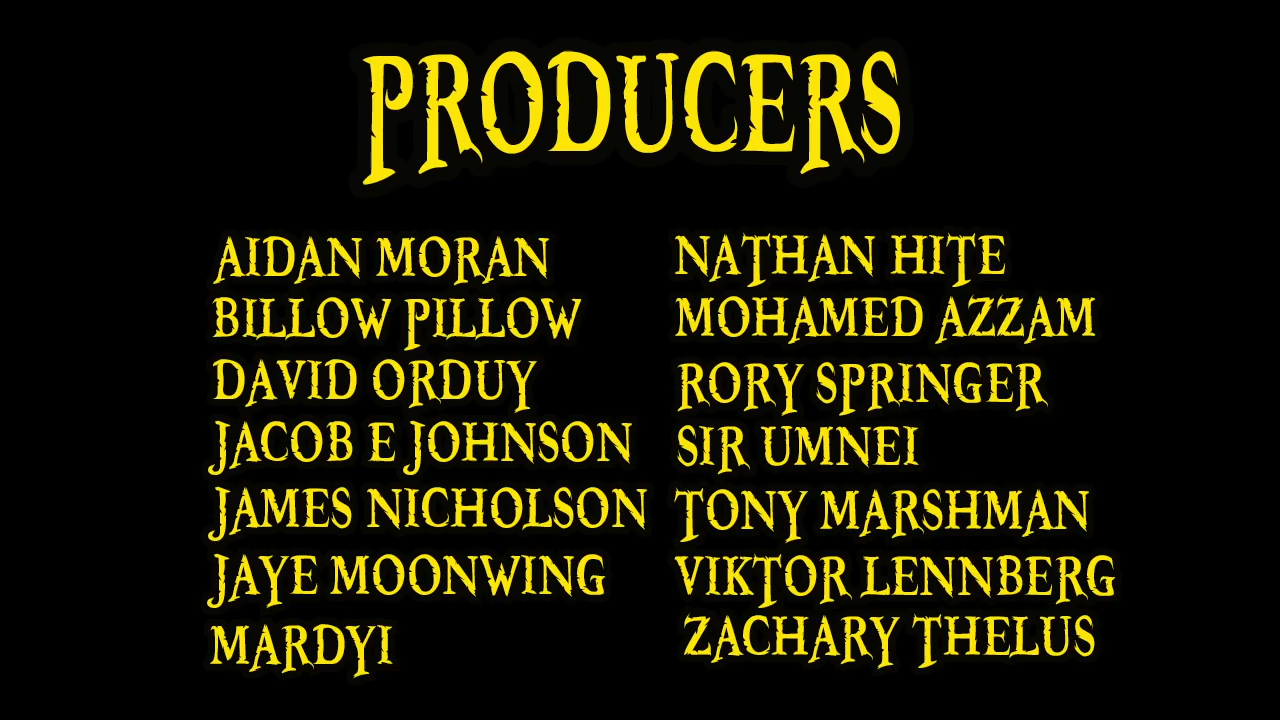 PRODUCERS
AIDAN MORAN
BILLOW PILLOW
DAVID ORDUY
JACOB E JOHNSON
JAMES NICHOLSON
JAYE MOONWING
MARDYI
NATHAN HITE
MOHAMED AZZAM
RORY SPRINGER
SIR UMNEI
TONY MARSHMAN
VIKTOR LENNBERG
ZACHARY THELUS